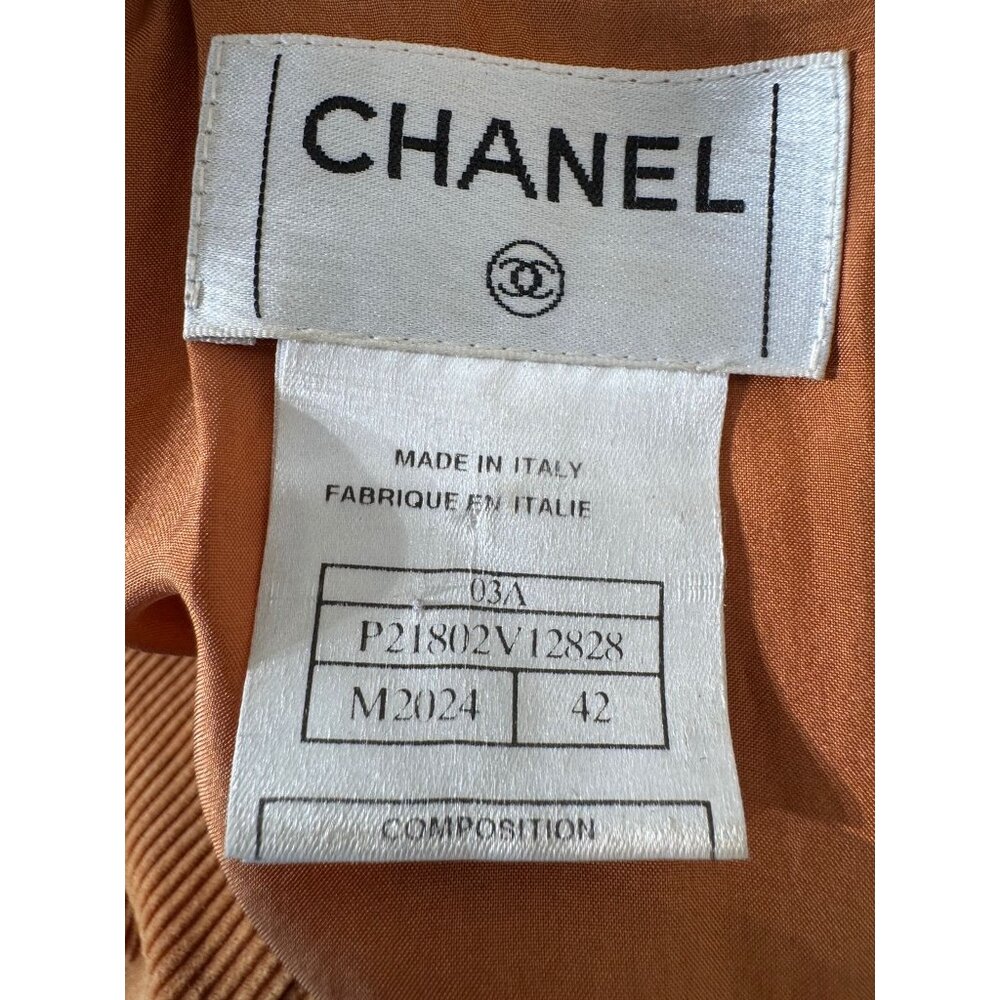 CHANEL
MADE IN ITALY
FABRIQUE EN ITALIE
03A
P21802V12828
M2024 42
COMPOSITION